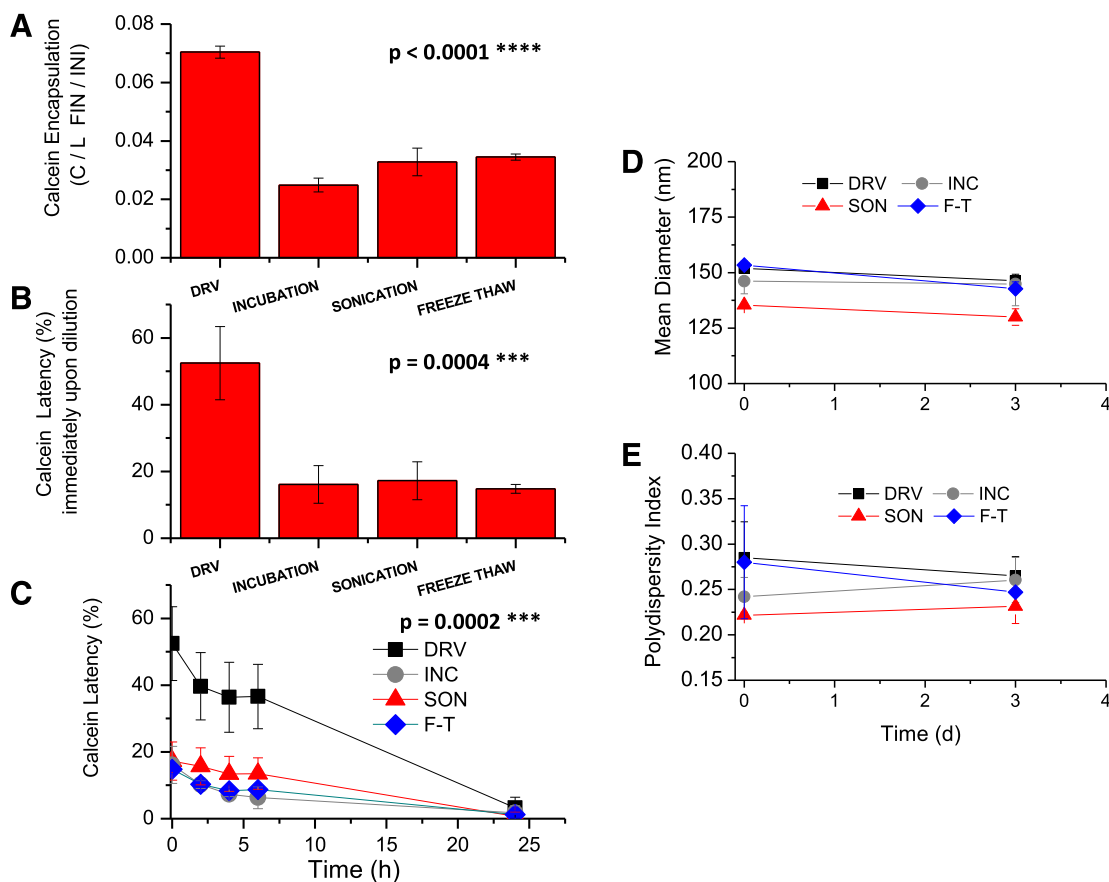 A
Calcein Encapsulation
(C / L FIN / INI)
0.08
0.06
0.04
0.02
0.00
p < 0.0001 ****
DRV
INCUBATION
SONICATION
FREEZE THAW
B
Calcein Latency (%)
immediately upon dilution
60
40
20
0
p = 0.0004 ***
DRV
INCUBATION
SONICATION
FREEZE THAW
C
Calcein Latency (%)
60
40
20
0
p = 0.0002 ***
DRV
INC
SON
F-T
0 5 10 15 20 25
Time (h)
D
Mean Diameter (nm)
200
175
150
125
100
DRV INC
SON F-T
0 1 2 3 4
E
Polydispersity Index
0.40
0.35
0.30
0.25
0.20
0.15
DRV INC
SON F-T
0 1 2 3 4
Time (d)